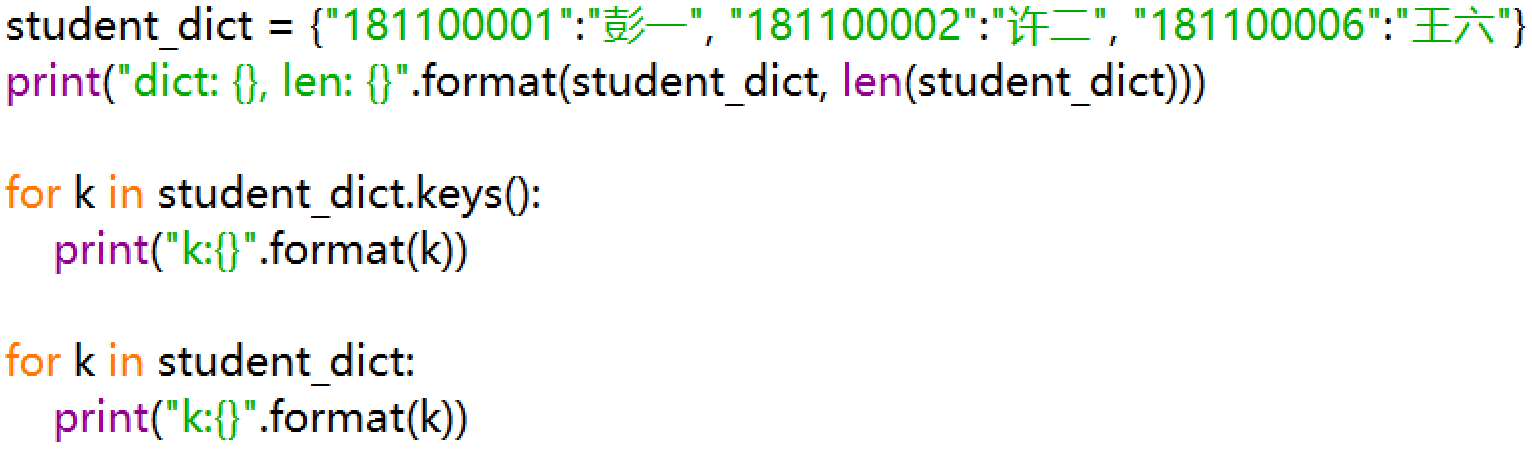 student_dict = {"181100001":"彭一", "181100002":"许二", "181100006":"王六"}
print("dict: {}, len: {}".format(student_dict, len(student_dict)))
for k in student_dict.keys():
    print("k:{}".format(k))
for k in student_dict:
    print("k:{}".format(k))